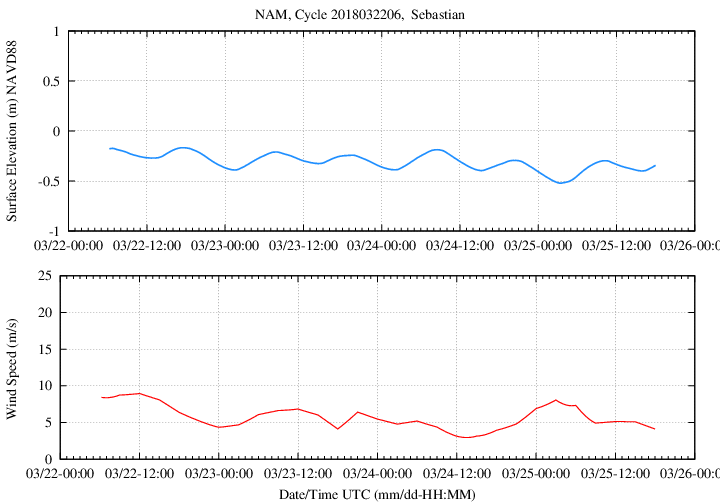 NAM, Cycle 2018032206,  Sebastian
Surface Elevation (m) NAVD88
1
0.5
0
-0.5
-1
03/22-00:00 03/22-12:00 03/23-00:00 03/23-12:00 03/24-00:00 03/24-12:00 03/25-00:00 03/25-12:00 03/26-00:00
Wind Speed (m/s)
25
20
15
10
5
0
03/22-00:00 03/22-12:00 03/23-00:00 03/23-12:00 03/24-00:00 03/24-12:00 03/25-00:00 03/25-12:00 03/26-00:00
Date/Time UTC (mm/dd-HH:MM)